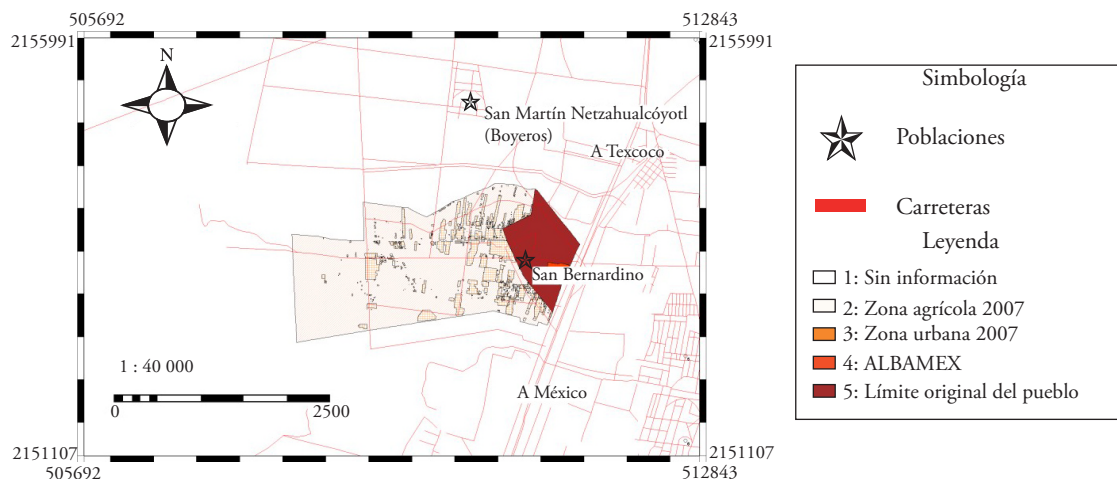 505692
512843
2155991
2155991
N
San Martín Netzahualcóyotl
(Boyeros)
A Texcoco
San Bernardino
1 : 40 000
0
2500
A México
2151107
2151107
505692
512843
Simbología
Poblaciones
Carreteras
Leyenda
1: Sin información
2: Zona agrícola 2007
3: Zona urbana 2007
4: ALBAMEX
5: Límite original del pueblo